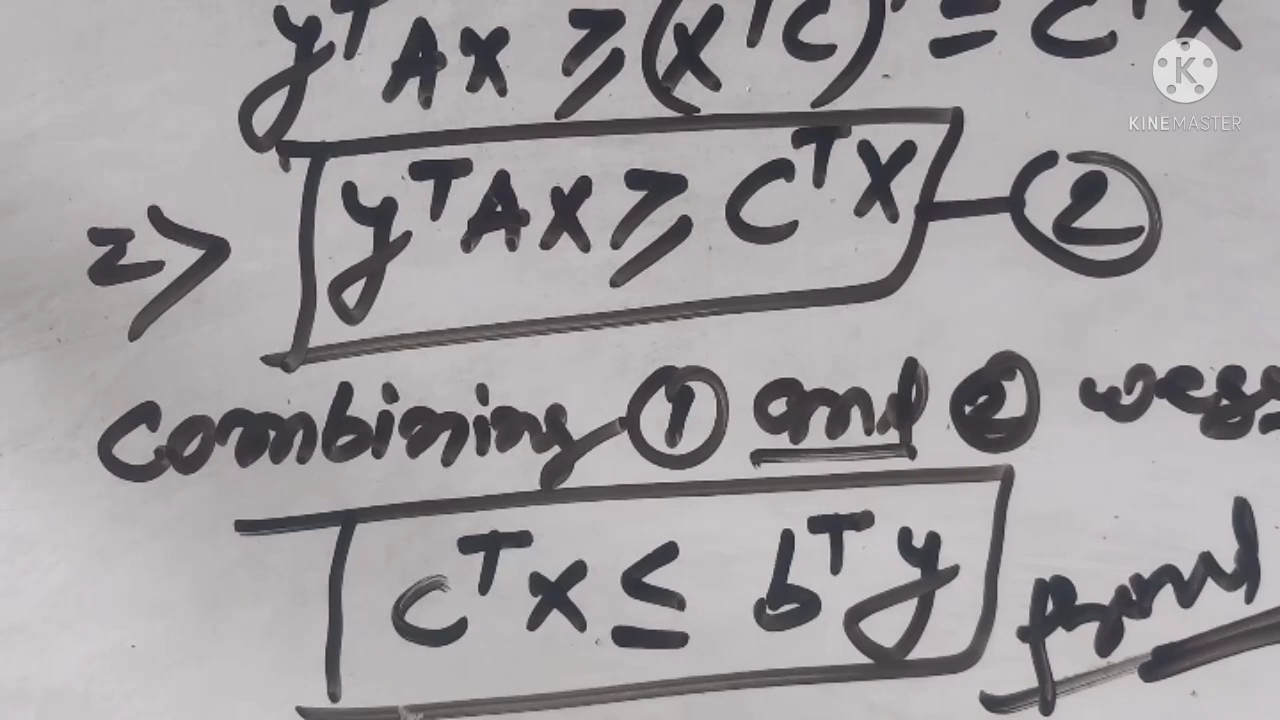 yᵀAx ≥ (xᵀc)ᵀ = Cᵀx
K
KINEMASTER
=> yᵀAx ≥ Cᵀx — ②
combining ① and ②
Cᵀx ≤ bᵀy